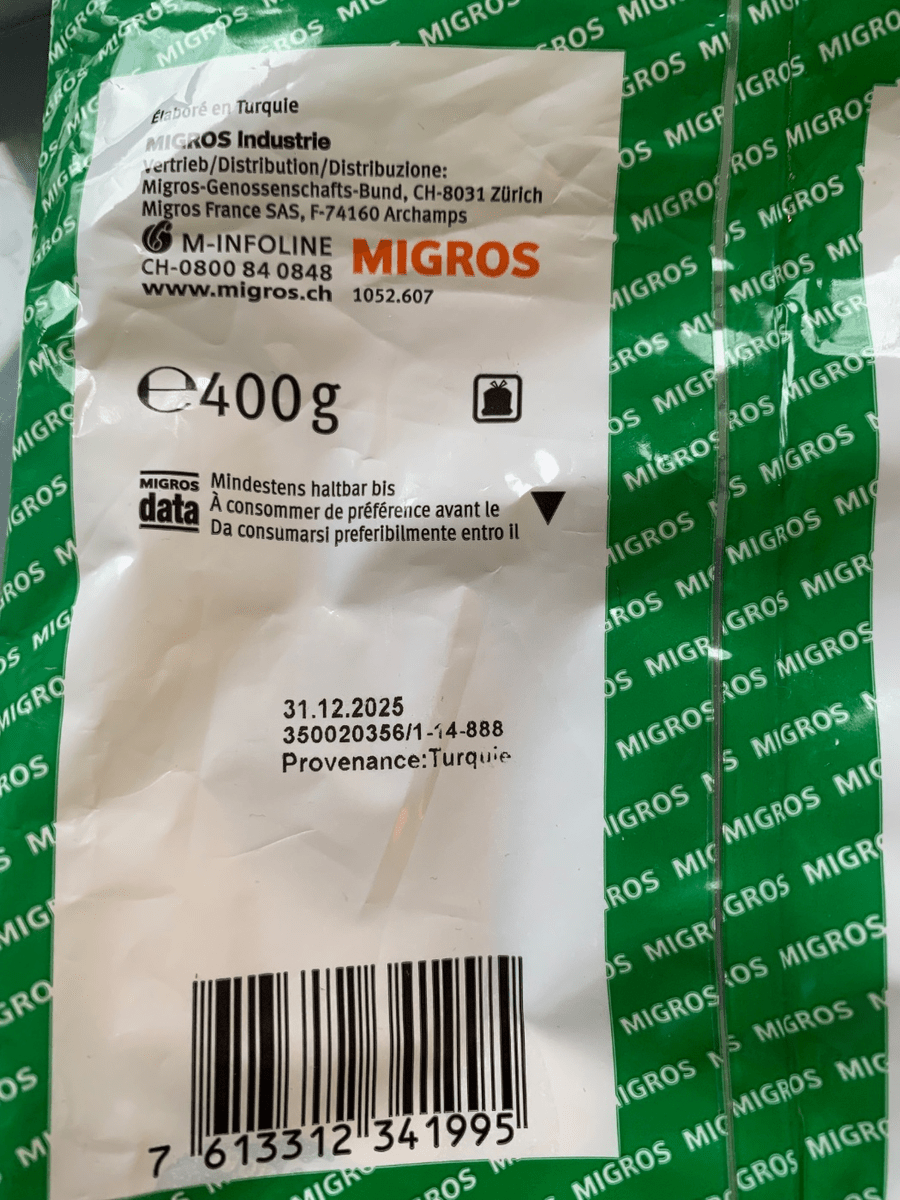 Élaboré en Turquie
MIGROS Industrie
Vertrieb/Distribution/Distribuzione:
Migros-Genossenschafts-Bund, CH-8031 Zürich
Migros France SAS, F-74160 Archamps
M-INFOLINE
CH-0800 84 0848
www.migros.ch
MIGROS
1052.607
℮400g
MIGROS
data
Mindestens haltbar bis
À consommer de préférence avant le
Da consumarsi preferibilmente entro il
31.12.2025
350020356/1-14-888
Provenance:Turquie
7 613312 341995